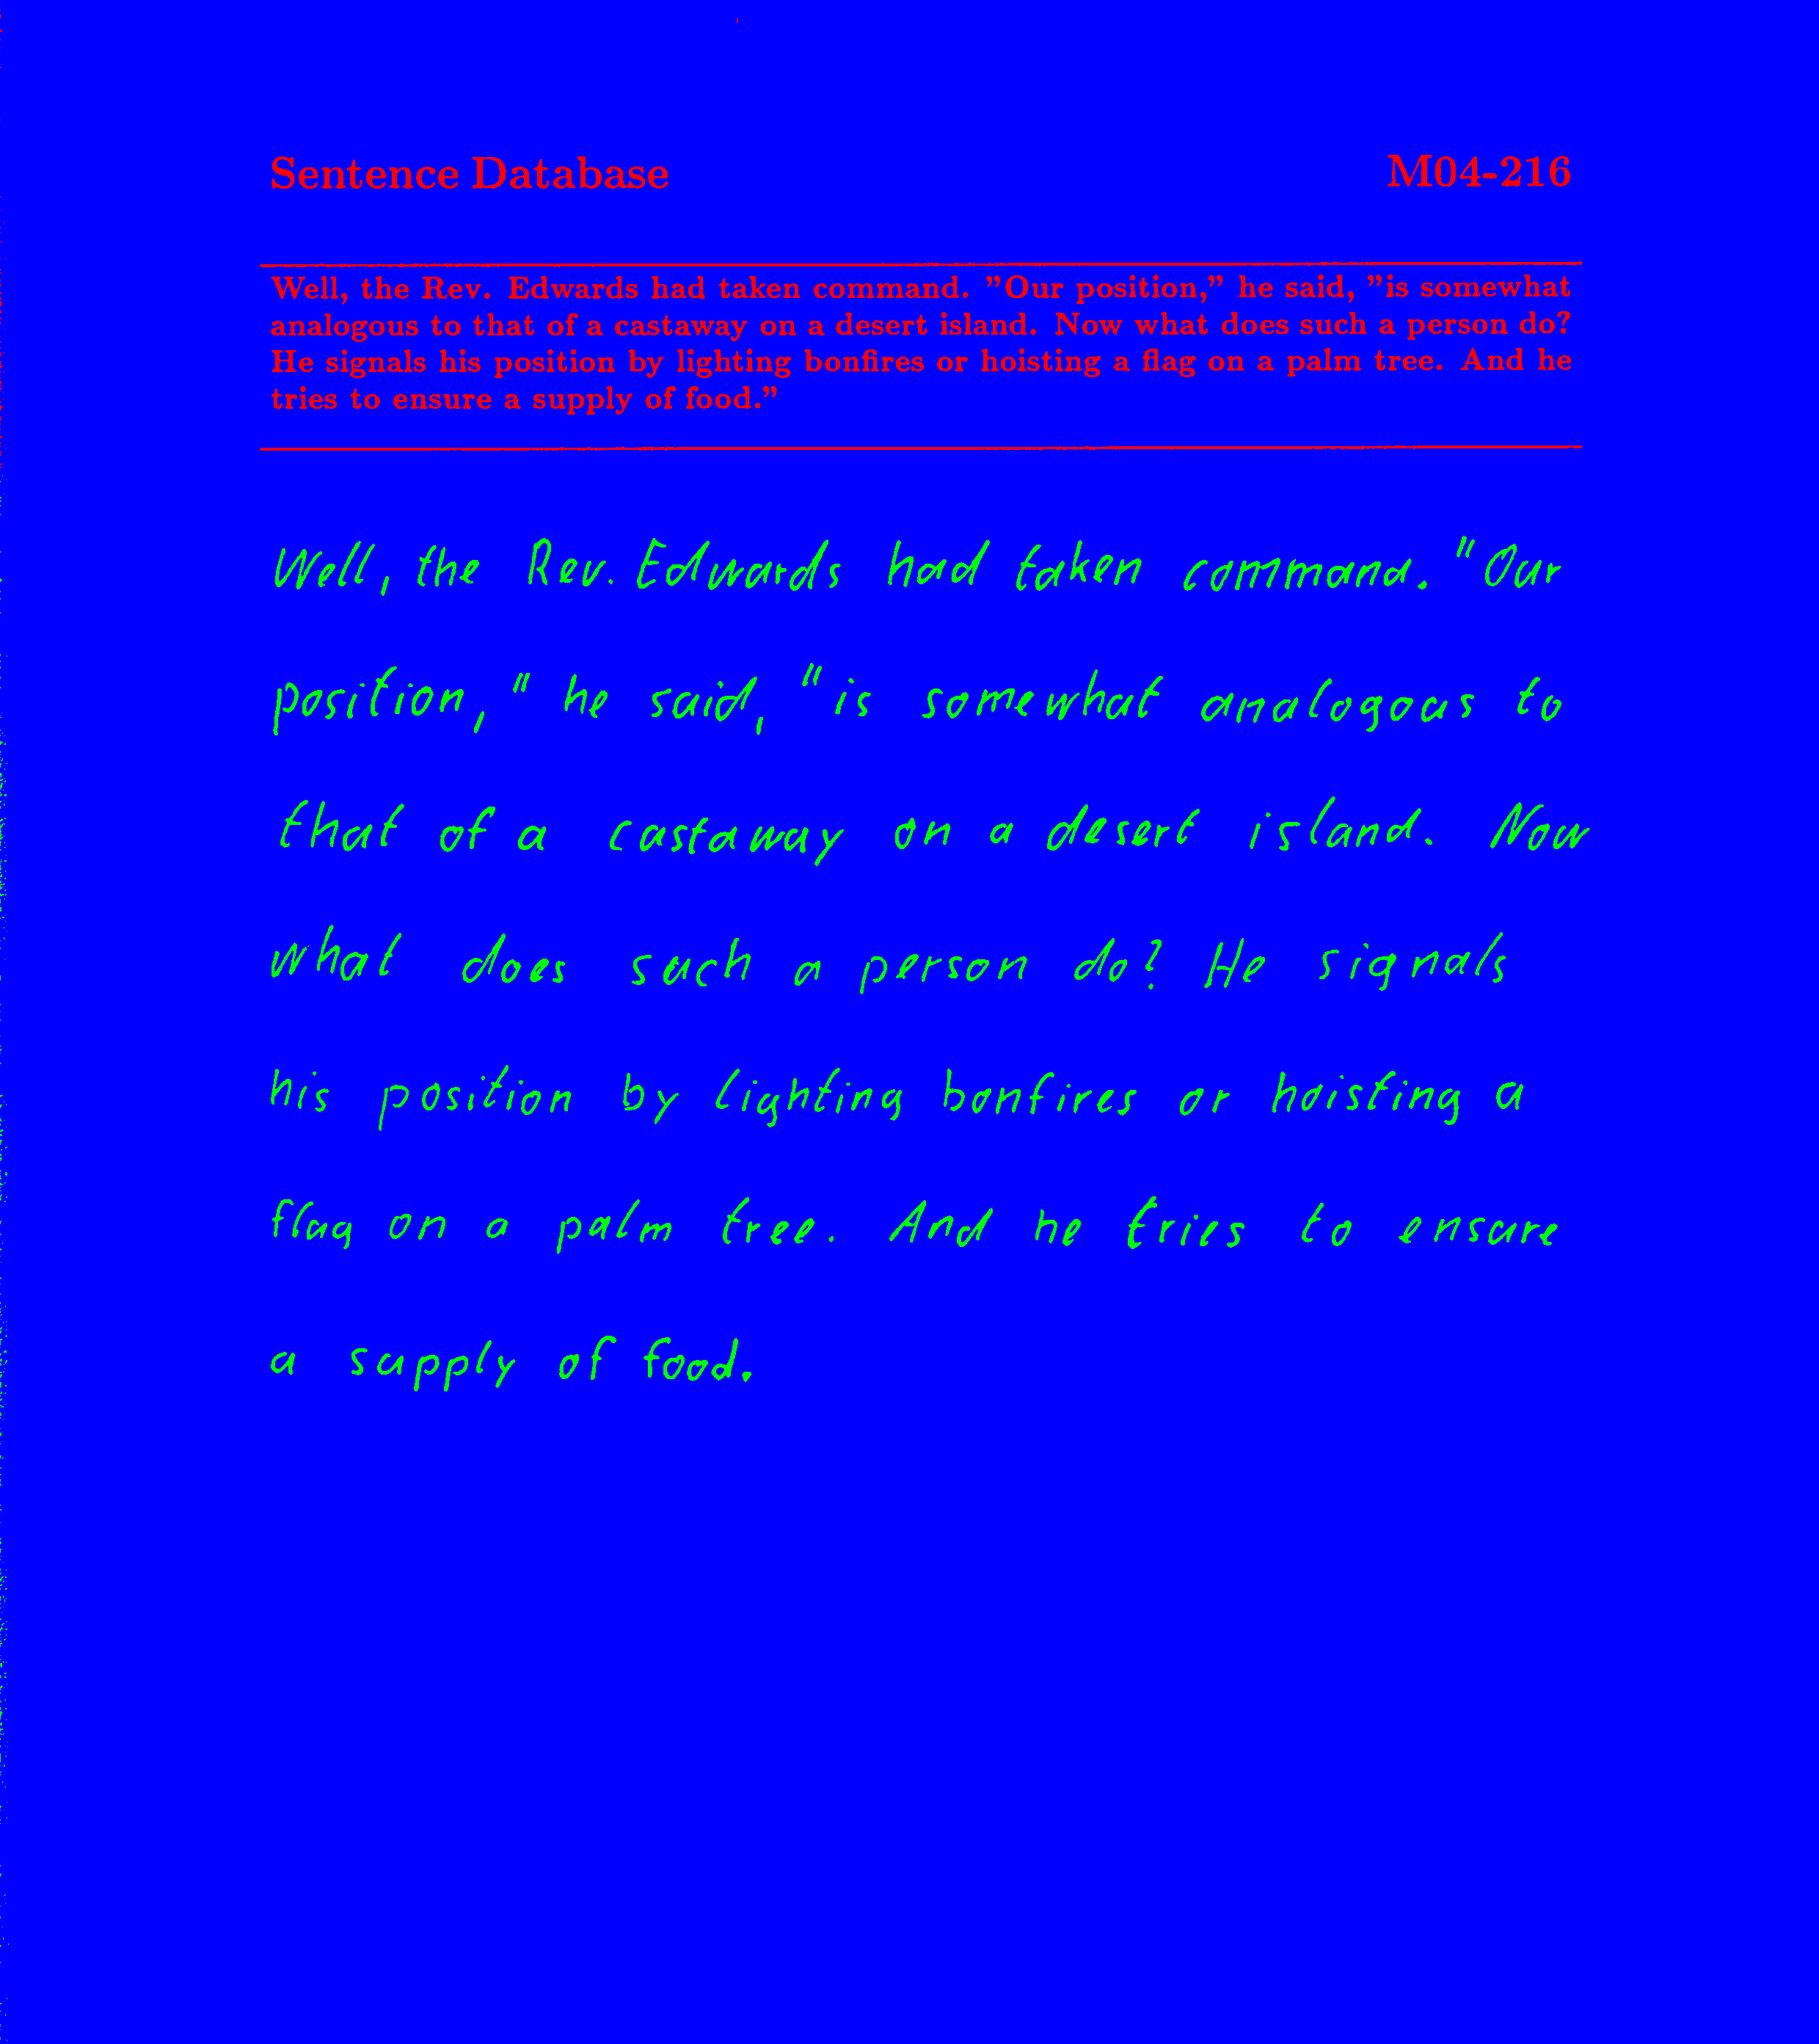 Sentence Database M04-216
Well, the Rev. Edwards had taken command. "Our position," he said, "is somewhat
analogous to that of a castaway on a desert island. Now what does such a person do?
He signals his position by lighting bonfires or hoisting a flag on a palm tree. And he
tries to ensure a supply of food."
Well, the Rev. Edwards had taken command. "Our
position," he said, "is somewhat analogous to
that of a castaway on a desert island. Now
what does such a person do? He signals
his position by lighting bonfires or hoisting a
flag on a palm tree. And he tries to ensure
a supply of food.